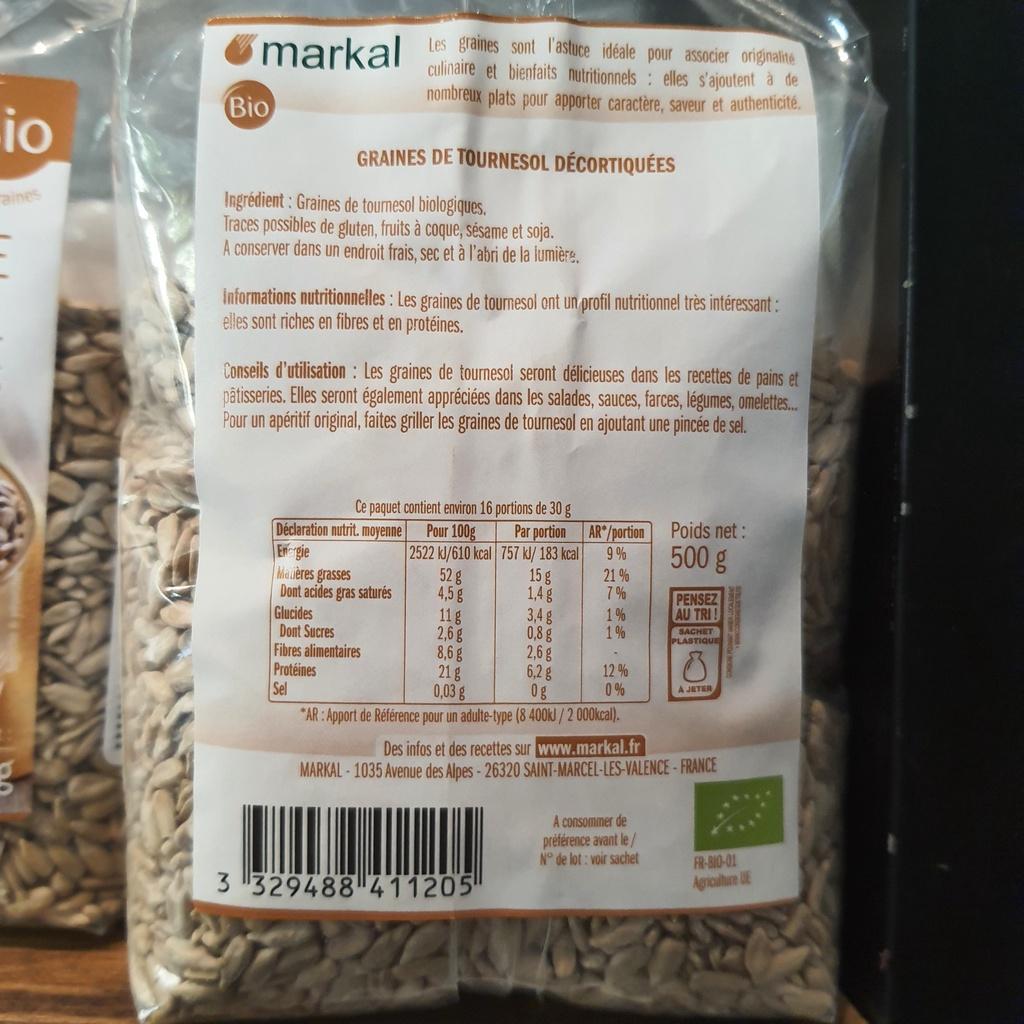 markal
Bio
Les graines sont l'astuce idéale pour associer originalité
culinaire et bienfaits nutritionnels : elles s'ajoutent à de
nombreux plats pour apporter caractère, saveur et authenticité.
GRAINES DE TOURNESOL DÉCORTIQUÉES
Ingrédient : Graines de tournesol biologiques.
Traces possibles de gluten, fruits à coque, sésame et soja.
A conserver dans un endroit frais, sec et à l'abri de la lumière.
Informations nutritionnelles : Les graines de tournesol ont un profil nutritionnel très intéressant :
elles sont riches en fibres et en protéines.
Conseils d'utilisation : Les graines de tournesol seront délicieuses dans les recettes de pains et
pâtisseries. Elles seront également appréciées dans les salades, sauces, farces, légumes, omelettes...
Pour un apéritif original, faites griller les graines de tournesol en ajoutant une pincée de sel.
Ce paquet contient environ 16 portions de 30 g
Déclaration nutrit. moyenne Pour 100g Par portion AR*/portion
Energie 2522 kJ/610 kcal 757 kJ/ 183 kcal 9 %
Matières grasses 52 g 15 g 21 %
Dont acides gras saturés 4,5 g 1,4 g 7 %
Glucides 11 g 3,4 g 1 %
Dont Sucres 2,6 g 0,8 g 1 %
Fibres alimentaires 8,6 g 2,6 g -
Protéines 21 g 6,2 g 12 %
Sel 0,03 g 0 g 0 %
*AR : Apport de Référence pour un adulte-type (8 400kJ / 2 000kcal).
Poids net :
500 g
PENSEZ
AU TRI !
SACHET
PLASTIQUE
A JETER
Des infos et des recettes sur www.markal.fr
MARKAL - 1035 Avenue des Alpes - 26320 SAINT-MARCEL-LES-VALENCE - FRANCE
3 329488 411205
A consommer de
préférence avant le /
N° de lot : voir sachet
FR-BIO-01
Agriculture UE